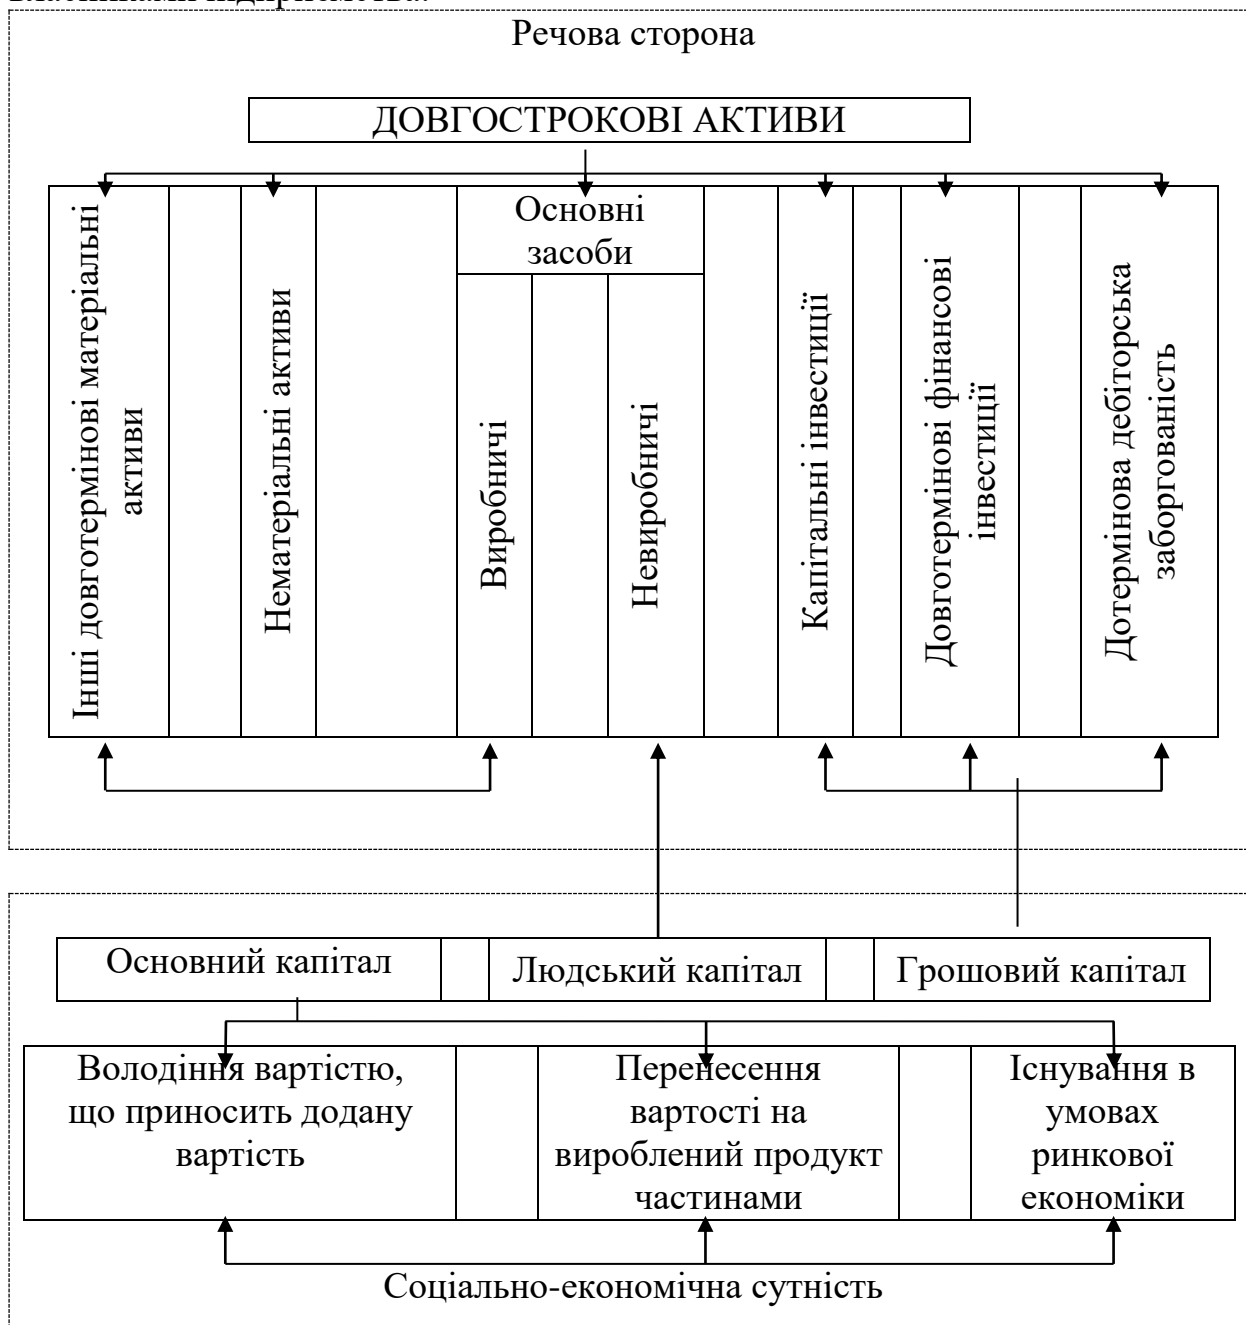 Речова сторона
ДОВГОСТРОКОВІ АКТИВИ
Інші довготермінові матеріальні
активи
Нематеріальні активи
Основні
засоби
Виробничі
Невиробничі
Капітальні інвестиції
Довготермінові фінансові
інвестиції
Дотермінова дебіторська
заборгованість
Основний капітал
Людський капітал
Грошовий капітал
Володіння вартістю,
що приносить додану
вартість
Перенесення
вартості на
вироблений продукт
частинами
Існування в
умовах
ринкової
економіки
Соціально-економічна сутність